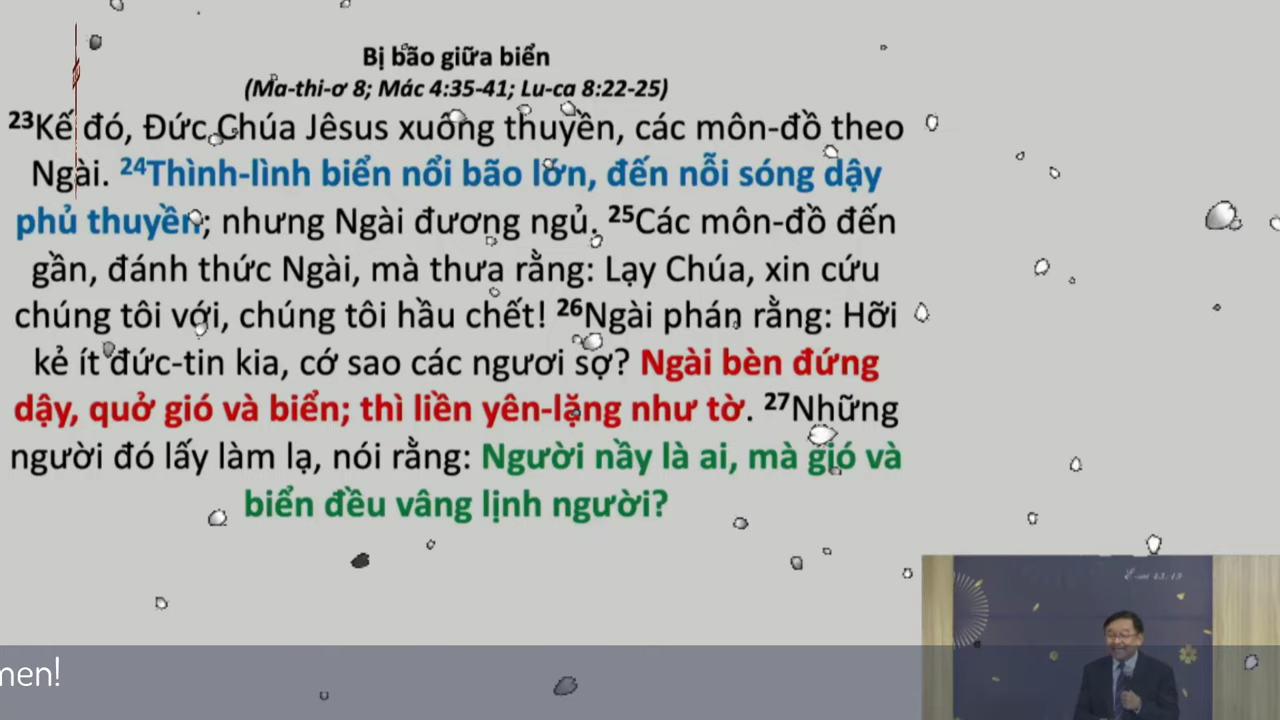 Bị bão giữa biển
(Ma-thi-ơ 8; Mác 4:35-41; Lu-ca 8:22-25)
23Kế đó, Đức Chúa Jêsus xuống thuyền, các môn-đồ theo
Ngài. 24Thình-lình biển nổi bão lớn, đến nỗi sóng dậy
phủ thuyền; nhưng Ngài đương ngủ. 25Các môn-đồ đến
gần, đánh thức Ngài, mà thưa rằng: Lạy Chúa, xin cứu
chúng tôi với, chúng tôi hầu chết! 26Ngài phán rằng: Hỡi
kẻ ít đức-tin kia, cớ sao các ngươi sợ? Ngài bèn đứng
dậy, quở gió và biển; thì liền yên-lặng như tờ. 27Những
người đó lấy làm lạ, nói rằng: Người nầy là ai, mà gió và
biển đều vâng lịnh người?
men!